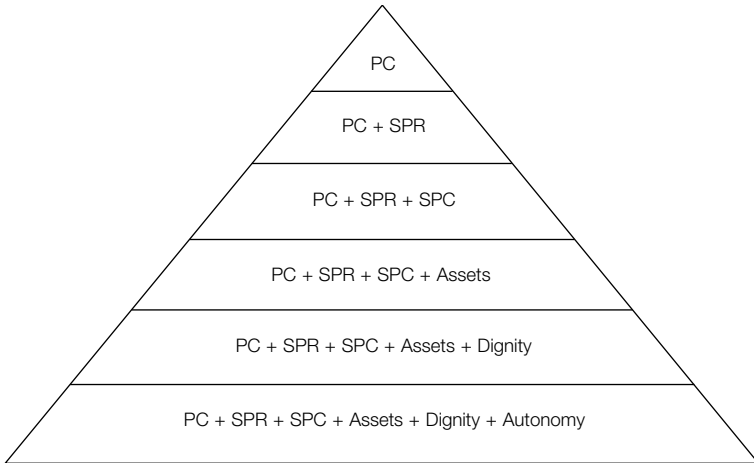 PC
PC + SPR
PC + SPR + SPC
PC + SPR + SPC + Assets
PC + SPR + SPC + Assets + Dignity
PC + SPR + SPC + Assets + Dignity + Autonomy